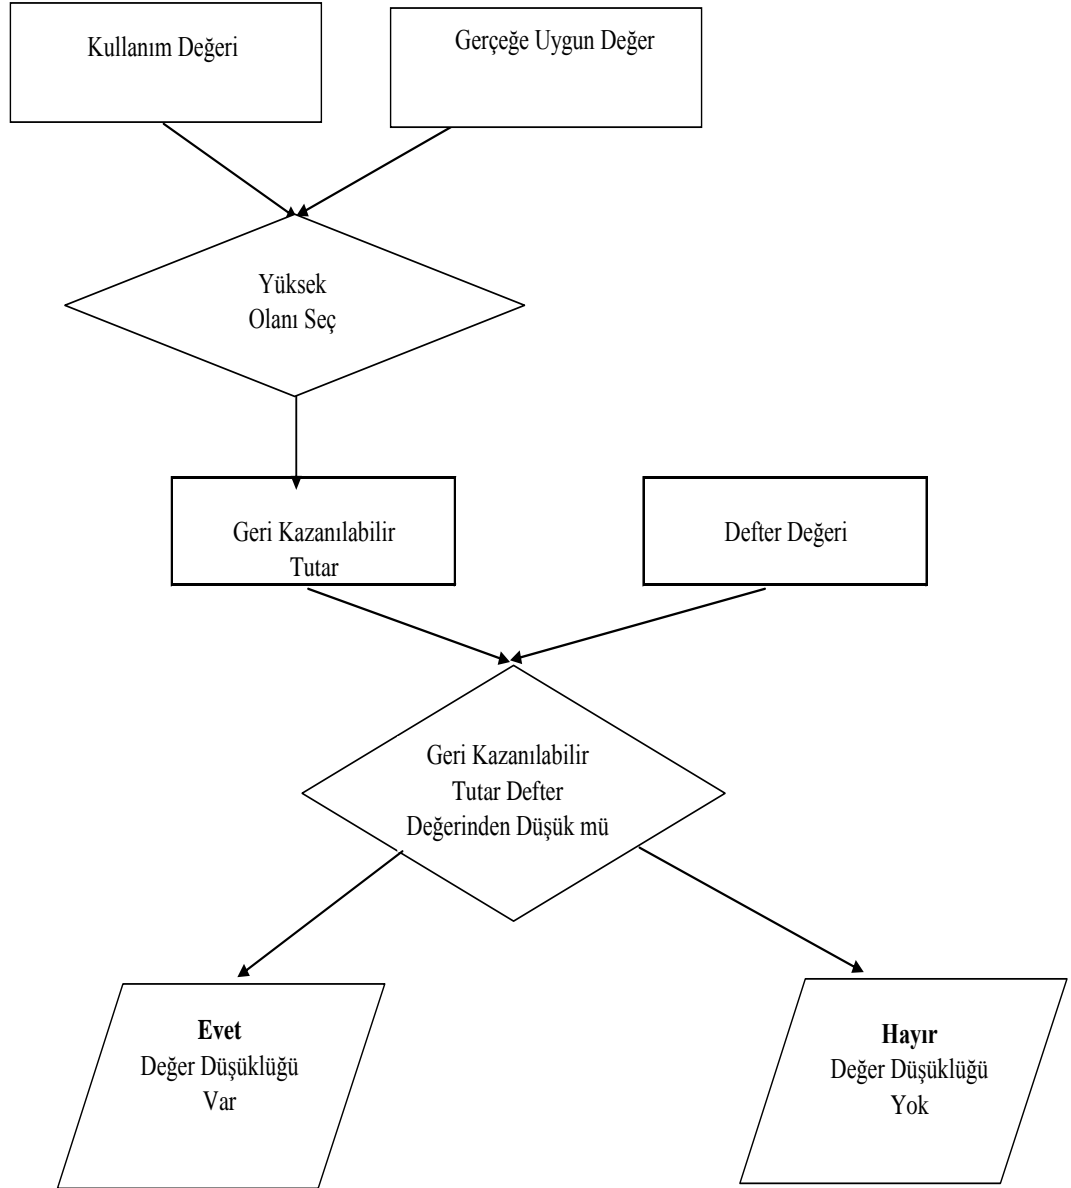 Kullanım Değeri
Gerçeğe Uygun Değer
Yüksek
Olanı Seç
Geri Kazanılabilir
Tutar
Defter Değeri
Geri Kazanılabilir
Tutar Defter
Değerinden Düşük mü
Evet
Değer Düşüklüğü
Var
Hayır
Değer Düşüklüğü
Yok